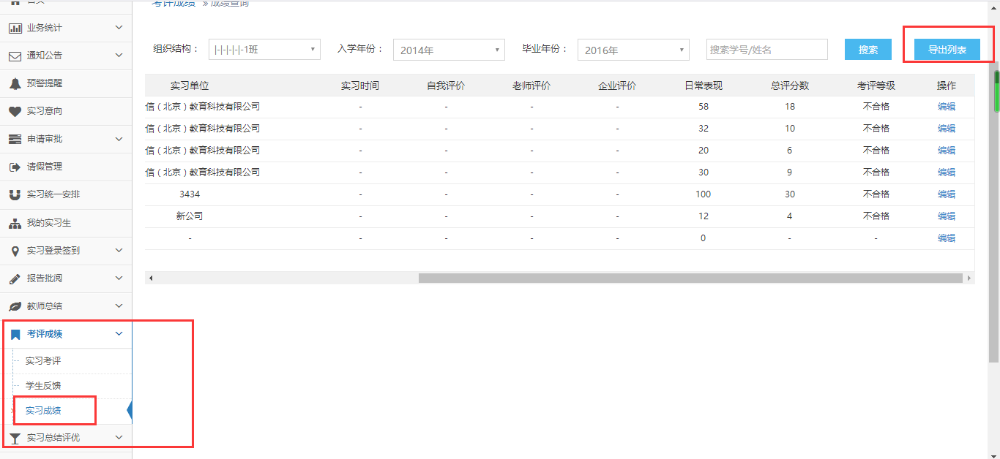 首页
业务统计
通知公告
预警提醒
实习意向
申请审批
请假管理
实习统一安排
我的实习生
实习登录签到
报告批阅
教师总结
考评成绩
实习考评
学生反馈
实习成绩
实习总结评优
考评成绩 » 成绩查询
组织结构： |-|-|-|-|-1班 入学年份： 2014年 毕业年份： 2016年 搜索学号/姓名 搜索 导出列表
实习单位 实习时间 自我评价 老师评价 企业评价 日常表现 总评分数 考评等级 操作
信（北京）教育科技有限公司 - - - - 58 18 不合格 编辑
信（北京）教育科技有限公司 - - - - 32 10 不合格 编辑
信（北京）教育科技有限公司 - - - - 20 6 不合格 编辑
信（北京）教育科技有限公司 - - - - 30 9 不合格 编辑
3434 - - - - 100 30 不合格 编辑
新公司 - - - - 12 4 不合格 编辑
- - - - - 0 - - 编辑